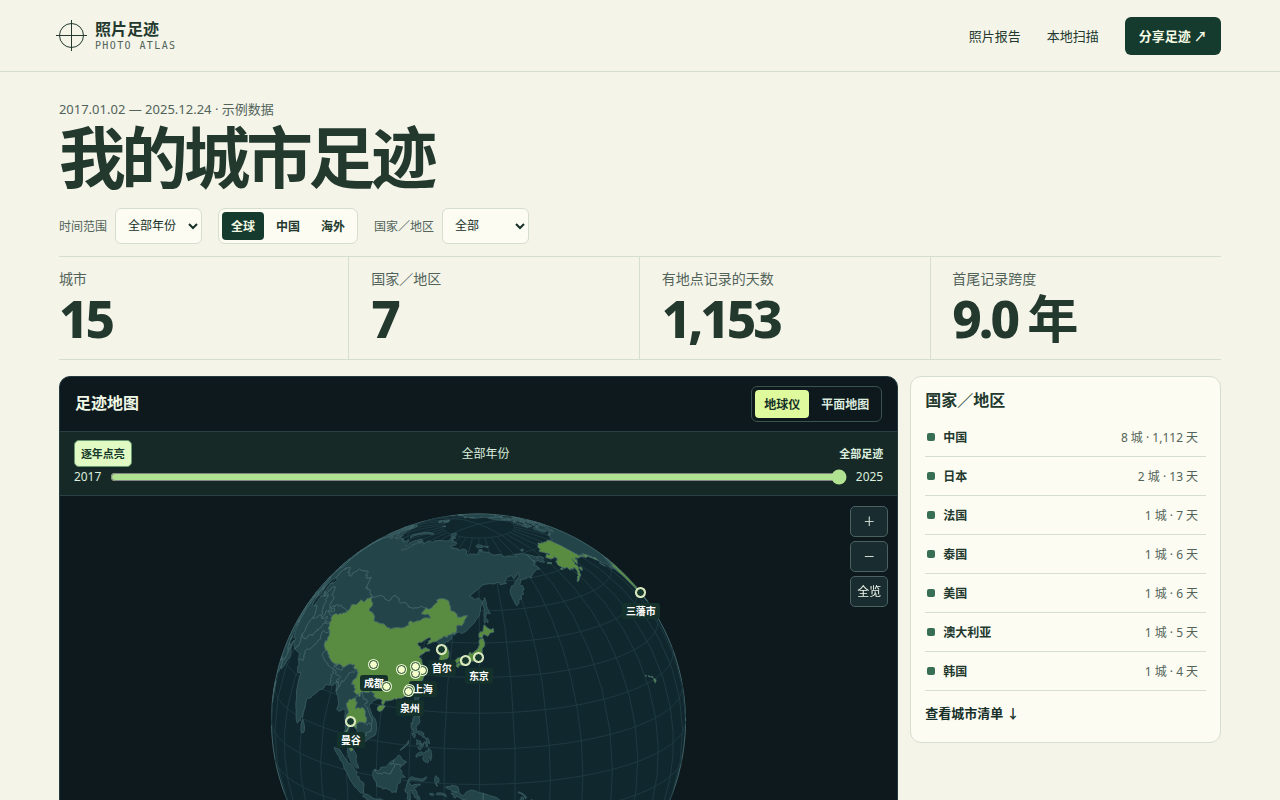 照片足迹
PHOTO ATLAS
照片报告
本地扫描
分享足迹 ↗
2017.01.02 — 2025.12.24 · 示例数据
我的城市足迹
时间范围
全部年份
全球
中国
海外
国家／地区
全部
城市
15
国家／地区
7
有地点记录的天数
1,153
首尾记录跨度
9.0 年
足迹地图
地球仪
平面地图
逐年点亮
全部年份
全部足迹
2017
2025
+
−
全览
三藩市
首尔
东京
成都
上海
泉州
曼谷
国家／地区
中国
8 城 · 1,112 天
日本
2 城 · 13 天
法国
1 城 · 7 天
泰国
1 城 · 6 天
美国
1 城 · 6 天
澳大利亚
1 城 · 5 天
韩国
1 城 · 4 天
查看城市清单 ↓